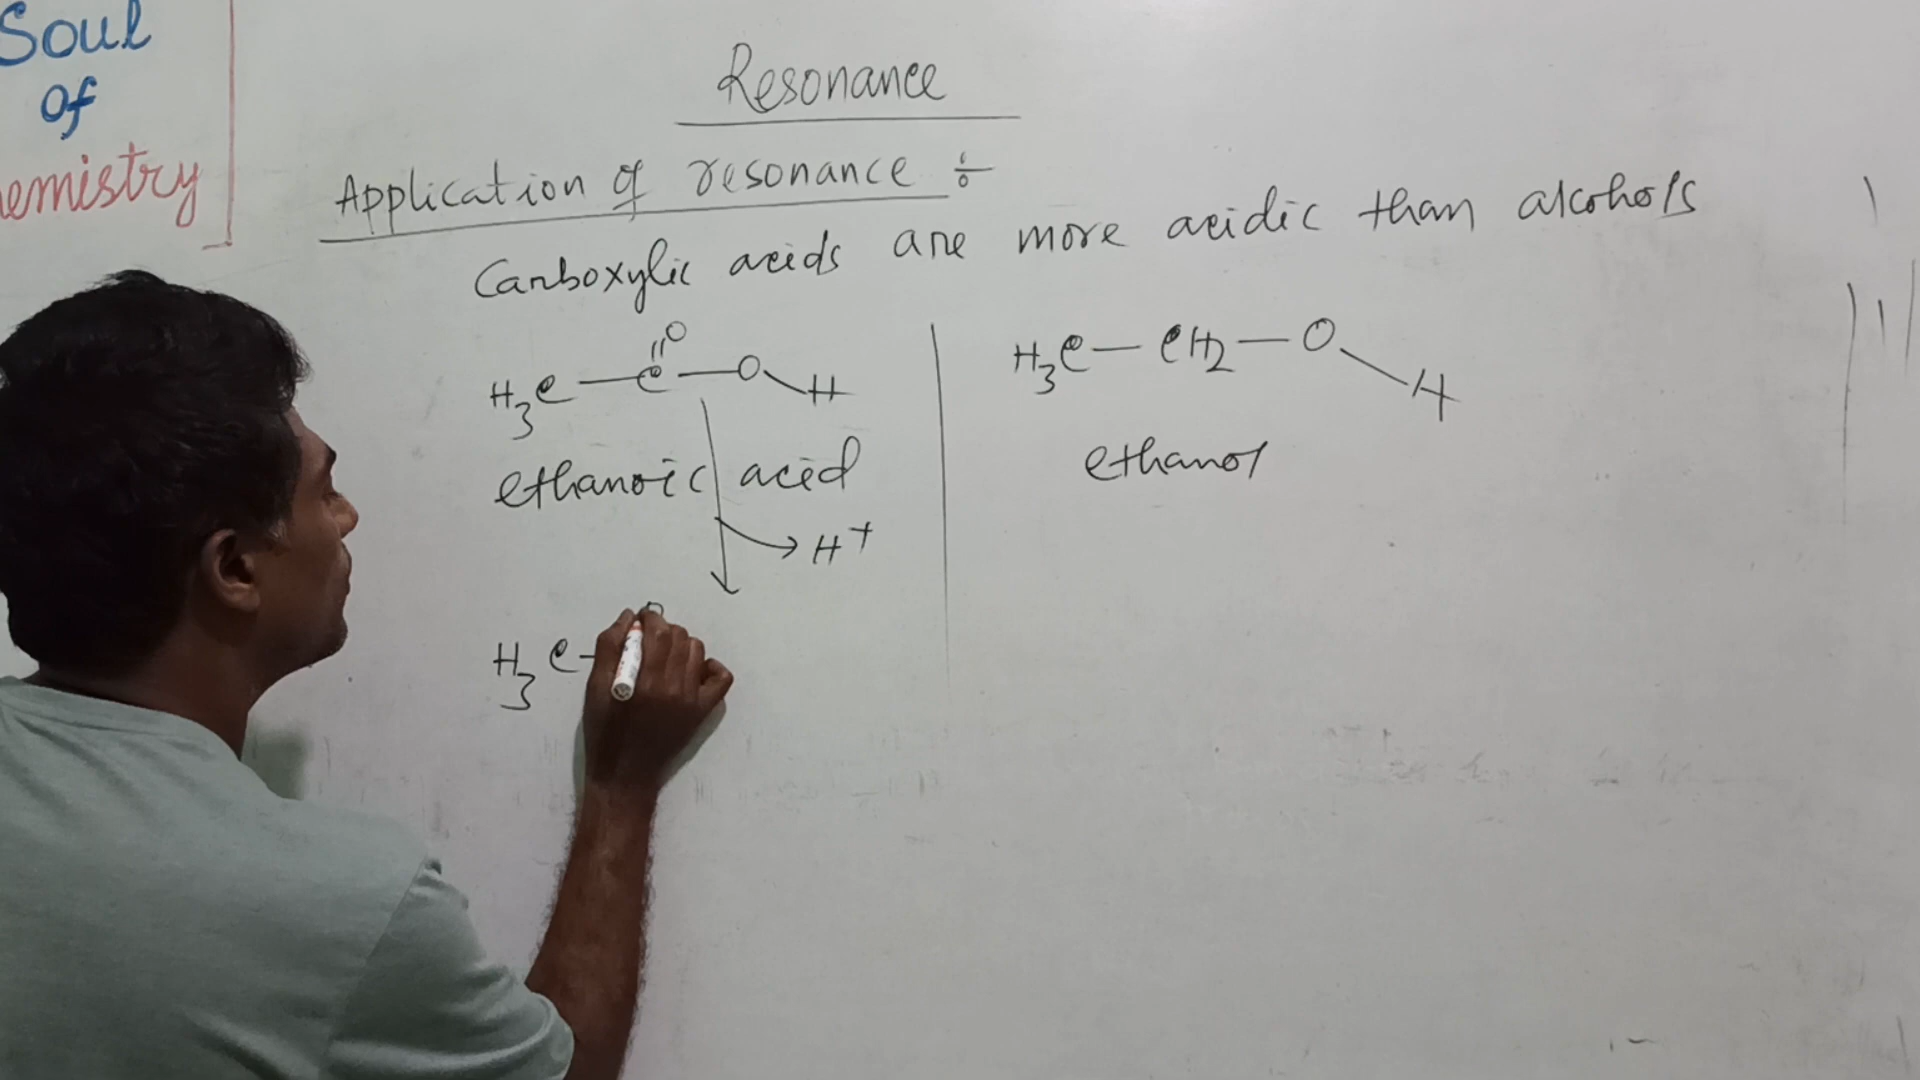 Soul
Of
emistry
Resonance
Application of resonance ÷
Carboxylic acids are more acidic than alcohols
O
H3C — C — O — H
ethanoic acid
H+
H3C —
H3C — CH2 — O — H
ethanol